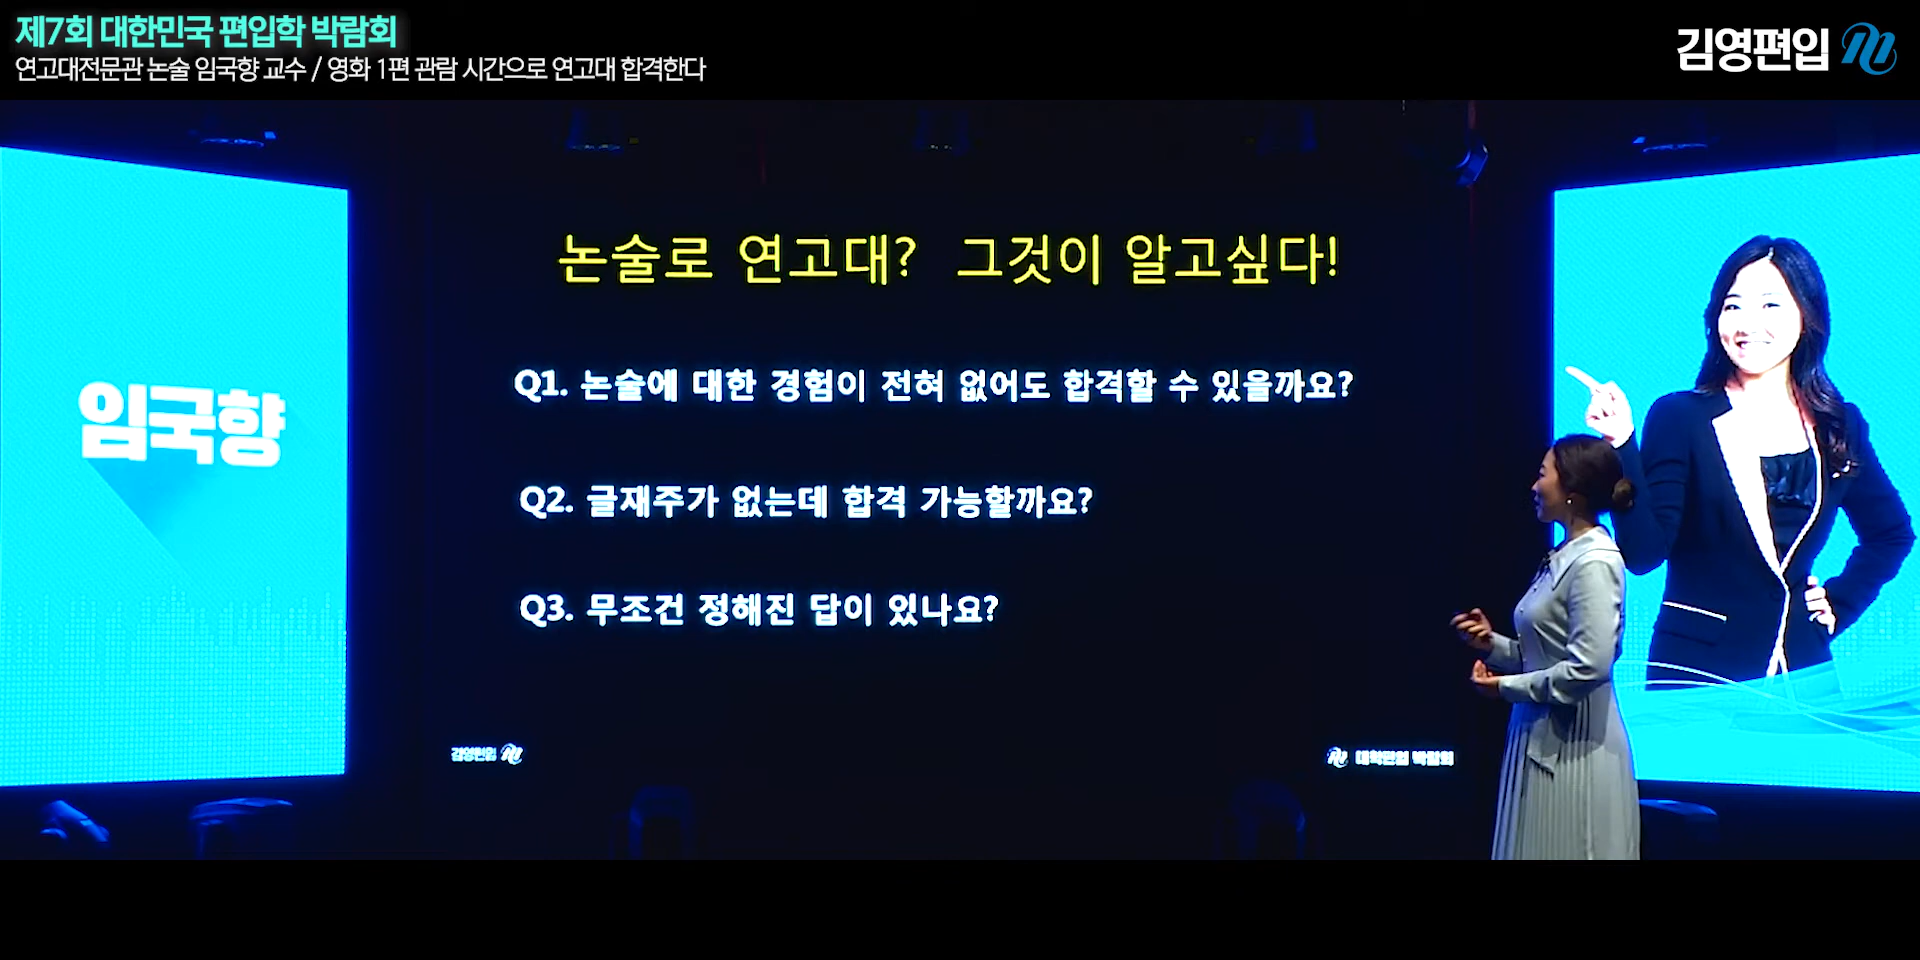 제7회 대한민국 편입학 박람회
연고대전문관 논술 임국향 교수 / 영화 1편 관람 시간으로 연고대 합격한다
김영편입
임국향
논술로 연고대? 그것이 알고싶다!
Q1. 논술에 대한 경험이 전혀 없어도 합격할 수 있을까요?
Q2. 글재주가 없는데 합격 가능할까요?
Q3. 무조건 정해진 답이 있나요?
김영편입
대학편입 박람회